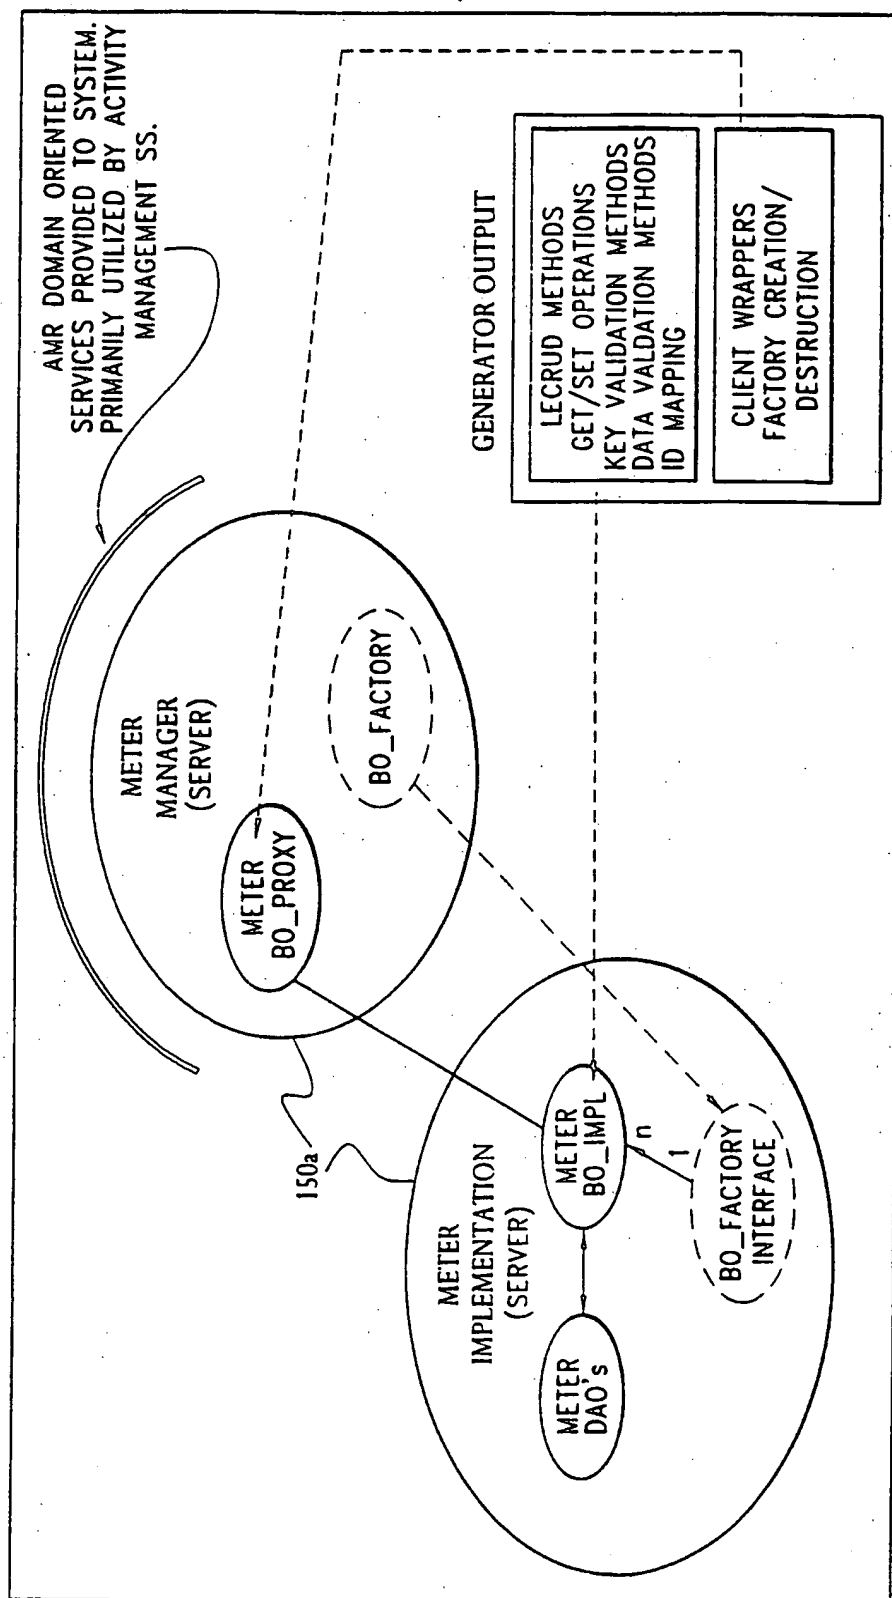 AMR DOMAIN ORIENTED
SERVICES PROVIDED TO SYSTEM.
PRIMANILY UTILIZED BY ACTIVITY
MANAGEMENT SS.
METER
MANAGER
(SERVER)
METER
BO_PROXY
BO_FACTORY
150a
METER
IMPLEMENTATION
(SERVER)
METER
DAO's
METER
BO_IMPL
n
1
BO_FACTORY
INTERFACE
GENERATOR OUTPUT
LECRUD METHODS
GET/SET OPERATIONS
KEY VALIDATION METHODS
DATA VALDATION METHODS
ID MAPPING
CLIENT WRAPPERS
FACTORY CREATION/
DESTRUCTION